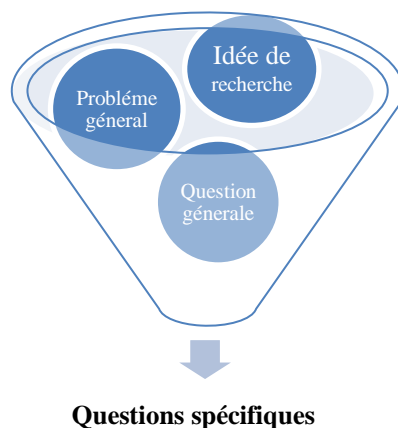 Idée de
recherche
Probléme
géneral
Question
génerale
Questions spécifiques